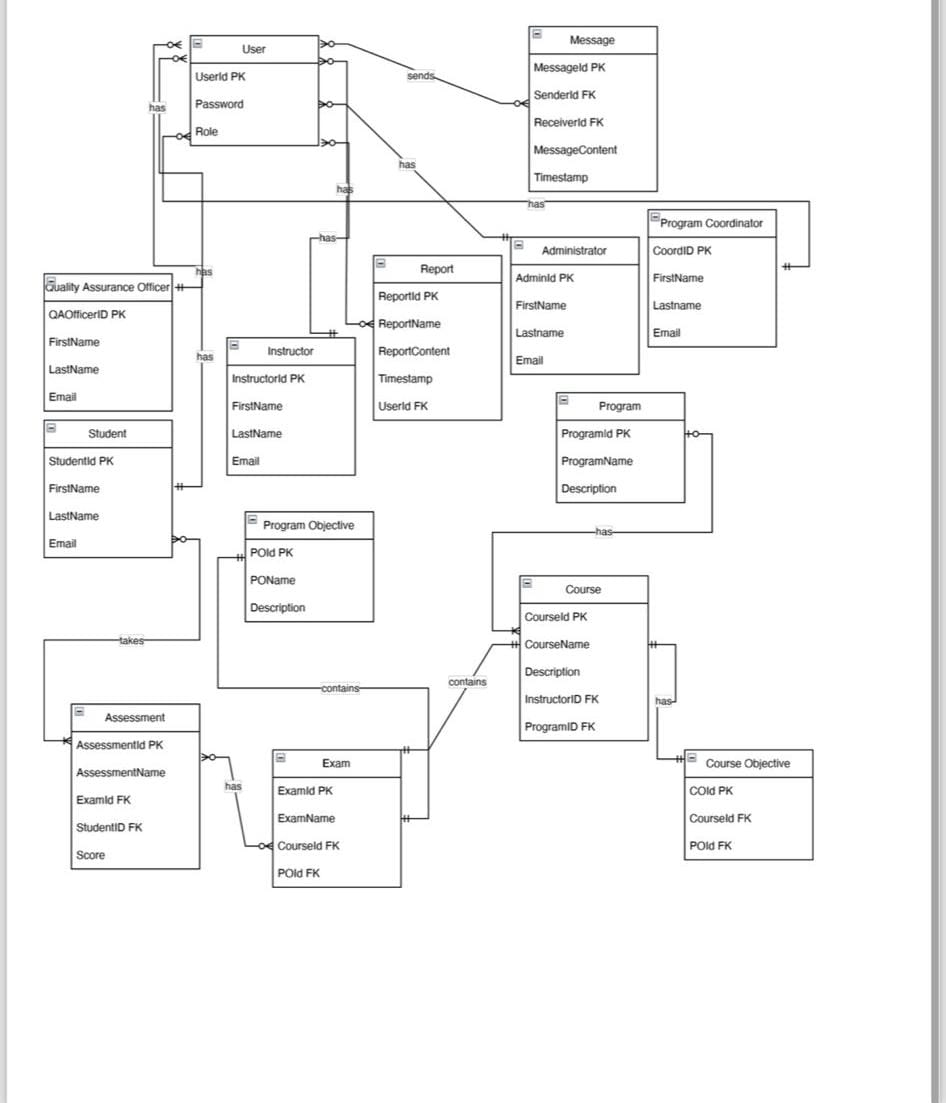 User
UserId PK
Password
Role
has
sends
Message
MessageId PK
SenderId FK
ReceiverId FK
MessageContent
Timestamp
has
has
has
has
Program Coordinator
CoordID PK
FirstName
Lastname
Email
Administrator
AdminId PK
FirstName
Lastname
Email
Report
ReportId PK
ReportName
ReportContent
Timestamp
UserId FK
has
Quality Assurance Officer
QAOfficerID PK
FirstName
LastName
Email
has
Instructor
InstructorId PK
FirstName
LastName
Email
Student
StudentId PK
FirstName
LastName
Email
Program
ProgramId PK
ProgramName
Description
has
Program Objective
POId PK
POName
Description
Course
CourseId PK
CourseName
Description
InstructorID FK
ProgramID FK
takes
contains
contains
has
Assessment
AssessmentId PK
AssessmentName
ExamId FK
StudentID FK
Score
has
Exam
ExamId PK
ExamName
CourseId FK
POId FK
Course Objective
COId PK
CourseId FK
POId FK